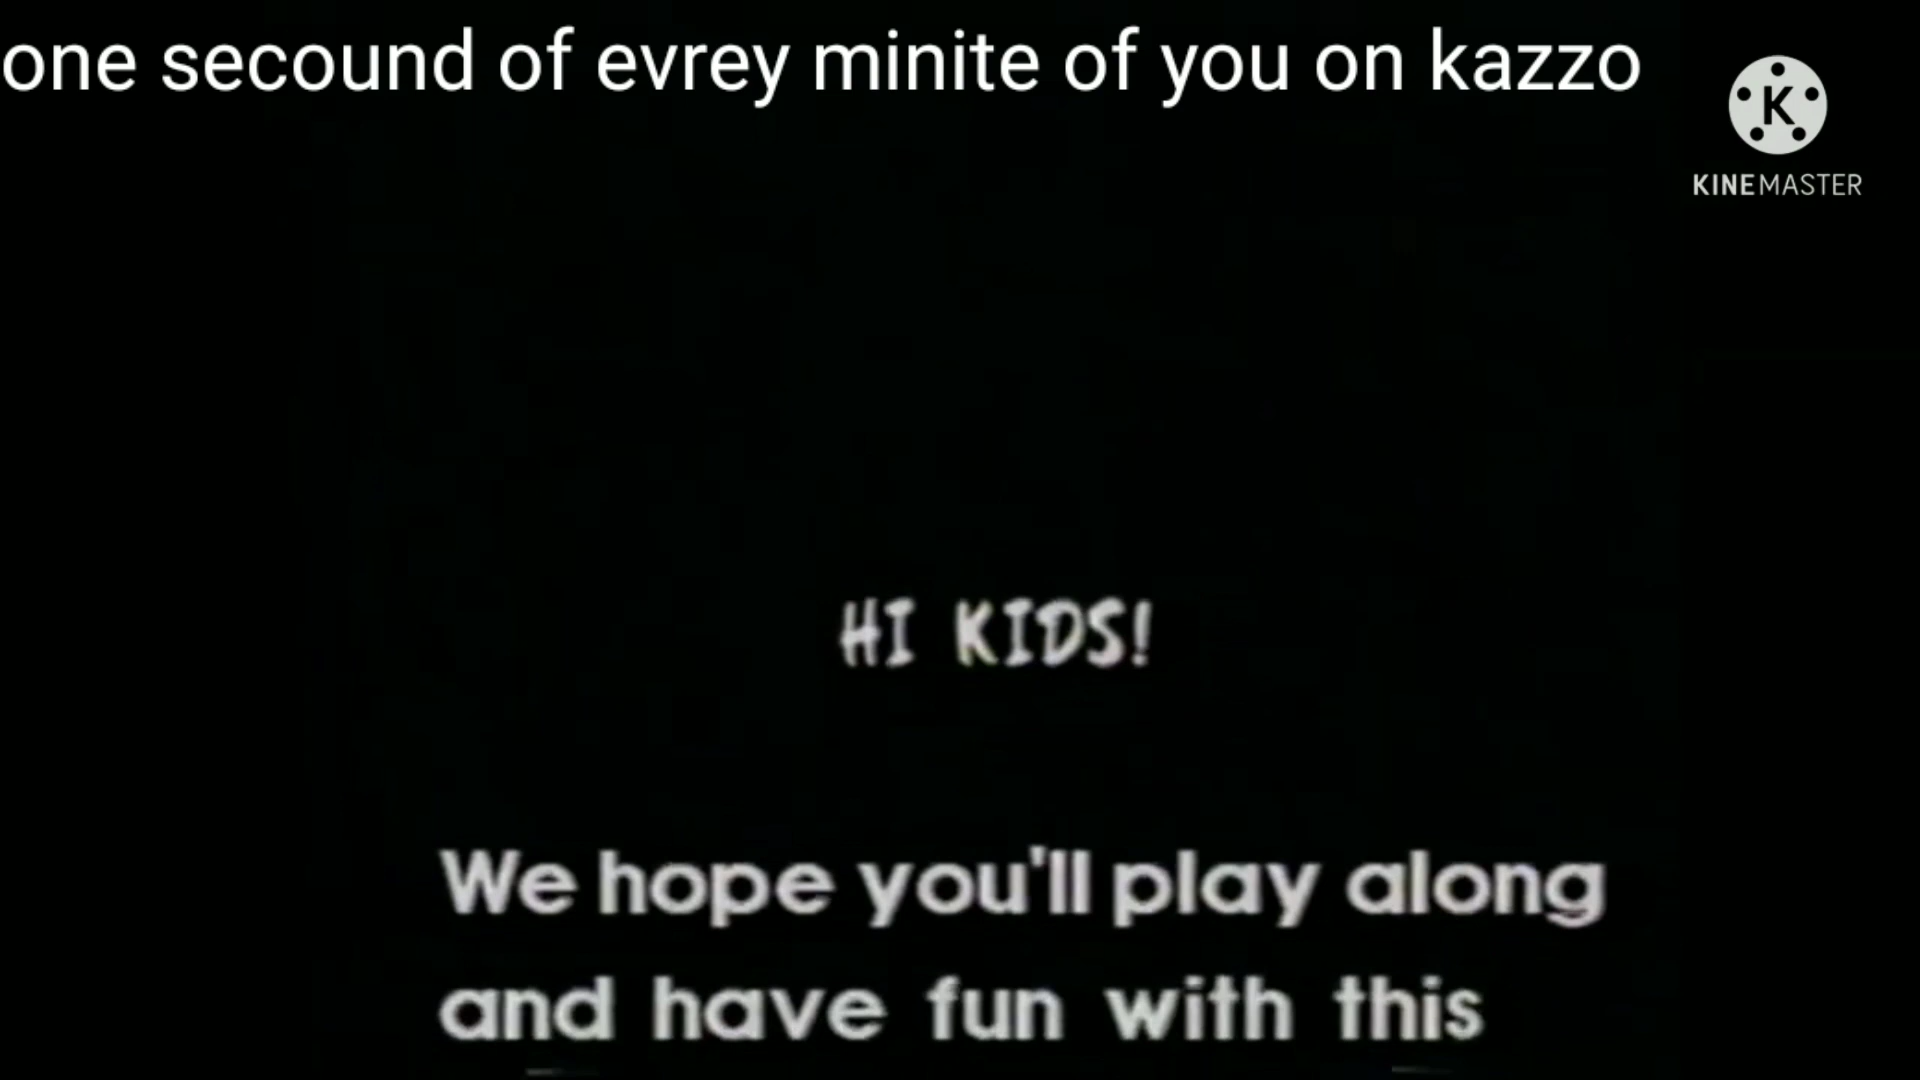 one secound of evrey minite of you on kazzo
K
KINEMASTER
HI KIDS!
We hope you'll play along
and have fun with this